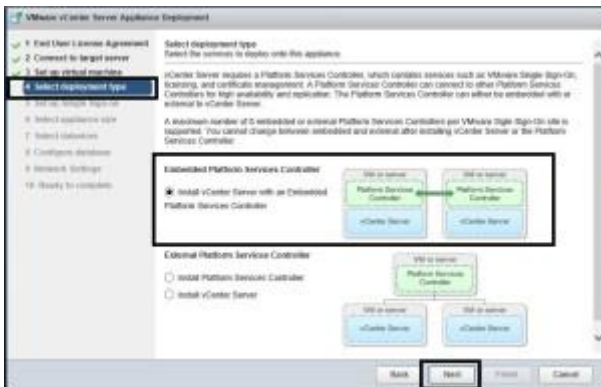 VMware vCenter Server Appliance Deployment
1 End User License Agreement
2 Connect to target server
3 Set up virtual machine
4 Select deployment type
5 Set up Single Sign-on
6 Select appliance size
7 Select datastore
8 Configure database
9 Network Settings
10 Ready to complete
Select deployment type
Select the services to deploy onto this appliance.
vCenter Server requires a Platform Services Controller, which contains services such as VMware Single Sign-On,
licensing, and certificate management. A Platform Services Controller can connect to other Platform Services
Controllers for high availability and replication. The Platform Services Controller can either be embedded with or
external to vCenter Server.
A maximum number of 8 embedded or external Platform Services Controllers per VMware Sigle Sign-On site is
supported. You cannot change between embedded and external after installing vCenter Server or the Platform
Services Controller.
Embedded Platform Services Controller
Install vCenter Server with an Embedded
Platform Services Controller
VM or server
Platform Services
Controller
vCenter Server
VM or server
Platform Services
Controller
vCenter Server
External Platform Services Controller
Install Platform Services Controller
Install vCenter Server
VM or server
Platform Services
Controller
VM or server
vCenter Server
VM or server
vCenter Server
Back
Next
Finish
Cancel